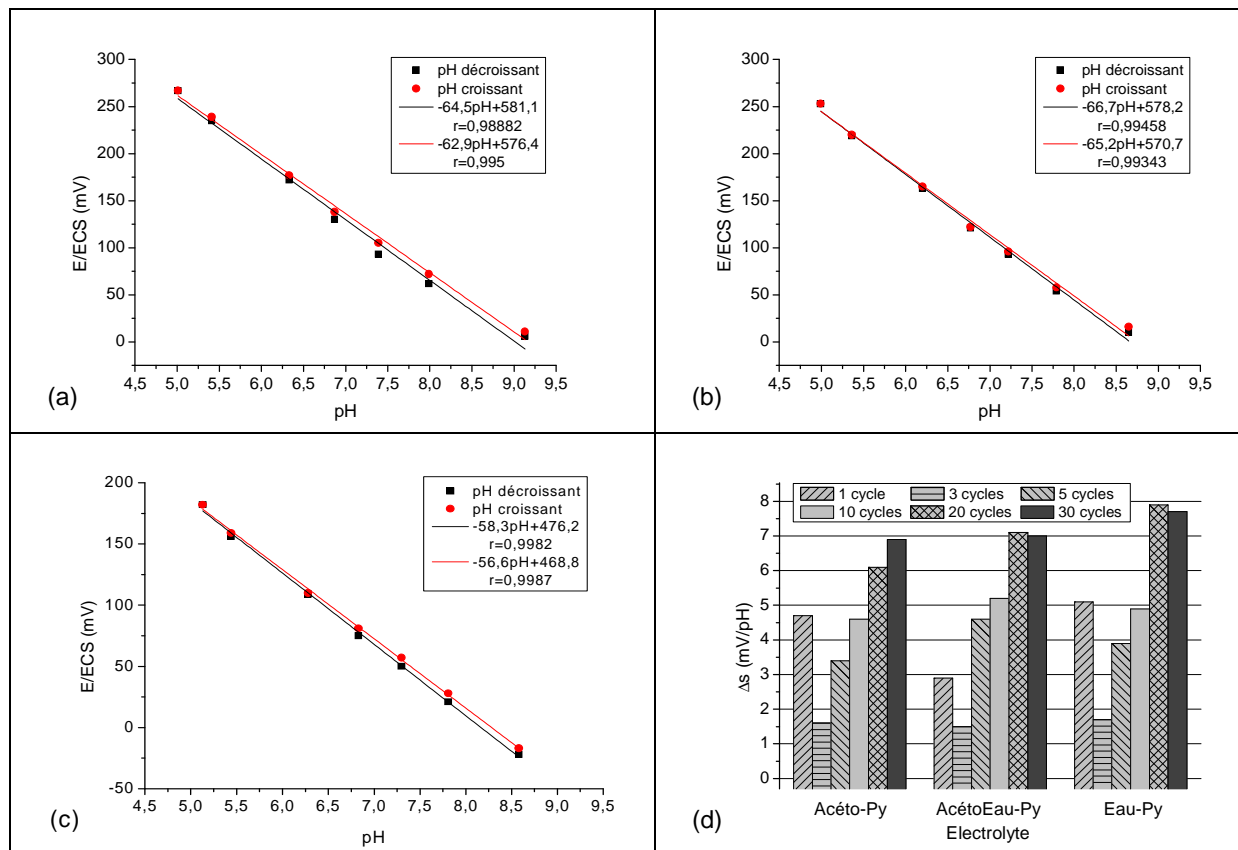 300
250
200
150
100
50
0
E/ECS (mV)
pH décroissant
pH croissant
-64,5pH+581,1
r=0,98882
-62,9pH+576,4
r=0,995
4,5 5,0 5,5 6,0 6,5 7,0 7,5 8,0 8,5 9,0 9,5
pH
(a)
300
250
200
150
100
50
0
E/ECS (mV)
pH décroissant
pH croissant
-66,7pH+578,2
r=0,99458
-65,2pH+570,7
r=0,99343
4,5 5,0 5,5 6,0 6,5 7,0 7,5 8,0 8,5 9,0 9,5
pH
(b)
200
150
100
50
0
-50
E/ECS (mV)
pH décroissant
pH croissant
-58,3pH+476,2
r=0,9982
-56,6pH+468,8
r=0,9987
4,5 5,0 5,5 6,0 6,5 7,0 7,5 8,0 8,5 9,0 9,5
pH
(c)
8
7
6
5
4
3
2
1
0
Δs (mV/pH)
1 cycle 3 cycles 5 cycles
10 cycles 20 cycles 30 cycles
Acéto-Py AcétoEau-Py Eau-Py
Electrolyte
(d)